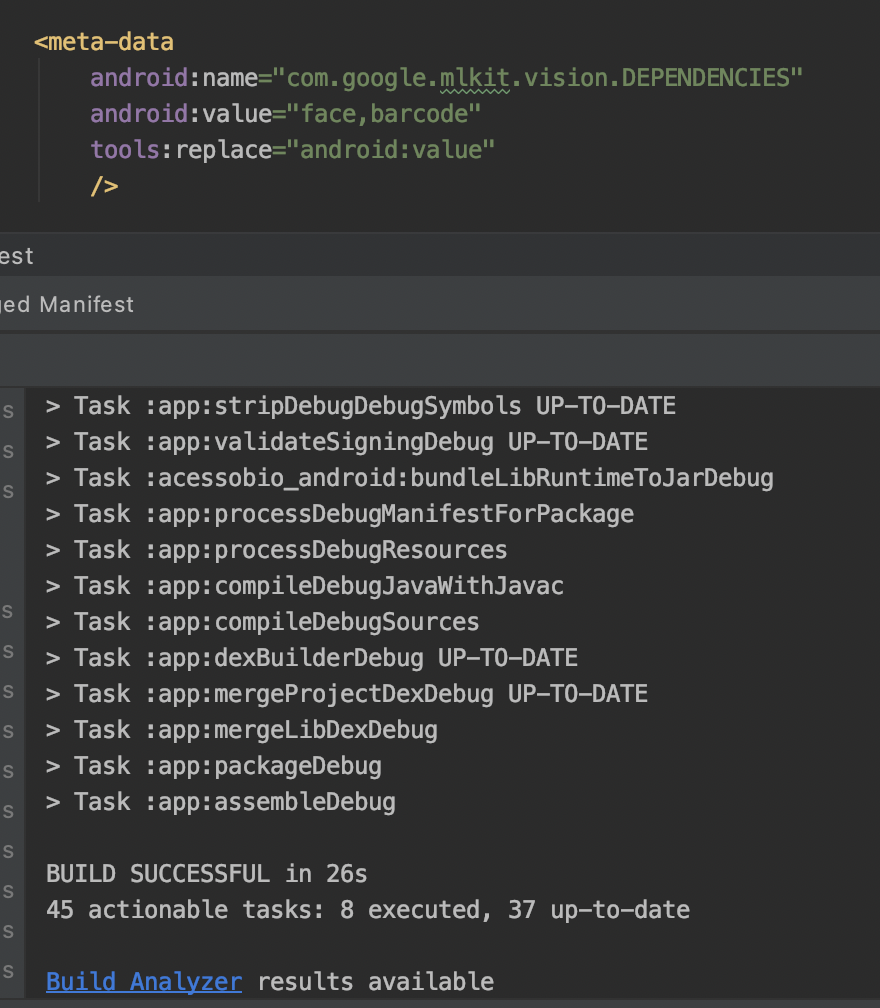 <meta-data
android:name="com.google.mlkit.vision.DEPENDENCIES"
android:value="face,barcode"
tools:replace="android:value"
/>
est
ged Manifest
s > Task :app:stripDebugDebugSymbols UP-TO-DATE
s > Task :app:validateSigningDebug UP-TO-DATE
s > Task :acessobio_android:bundleLibRuntimeToJarDebug
> Task :app:processDebugManifestForPackage
> Task :app:processDebugResources
> Task :app:compileDebugJavaWithJavac
s > Task :app:compileDebugSources
s > Task :app:dexBuilderDebug UP-TO-DATE
s > Task :app:mergeProjectDexDebug UP-TO-DATE
s > Task :app:mergeLibDexDebug
s > Task :app:packageDebug
s > Task :app:assembleDebug
s
s BUILD SUCCESSFUL in 26s
s 45 actionable tasks: 8 executed, 37 up-to-date
s Build Analyzer results available